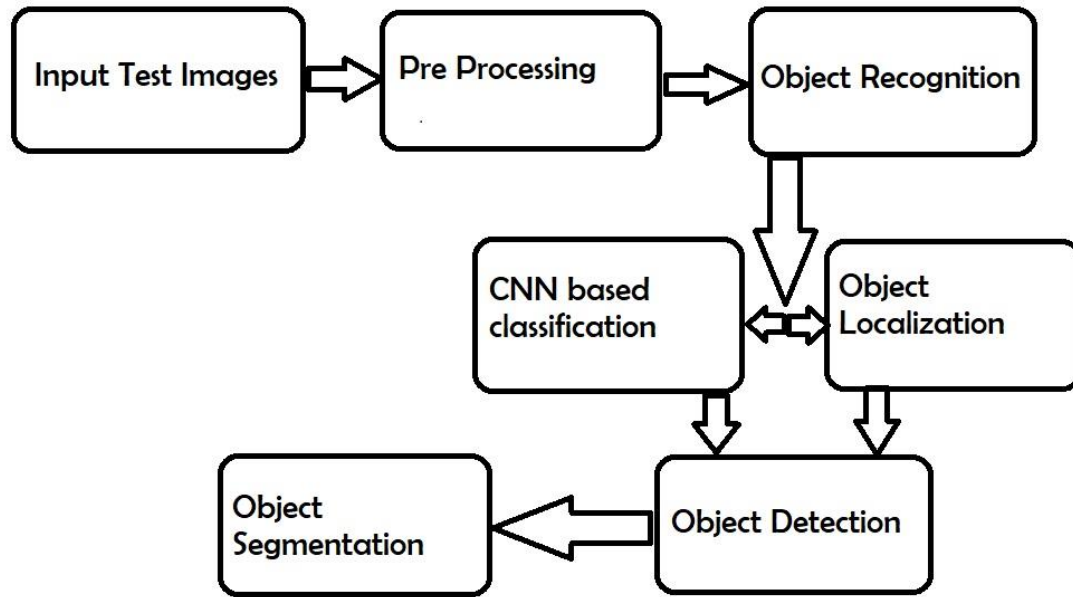 Input Test Images
Pre Processing
Object Recognition
CNN based
classification
Object
Localization
Object
Segmentation
Object Detection